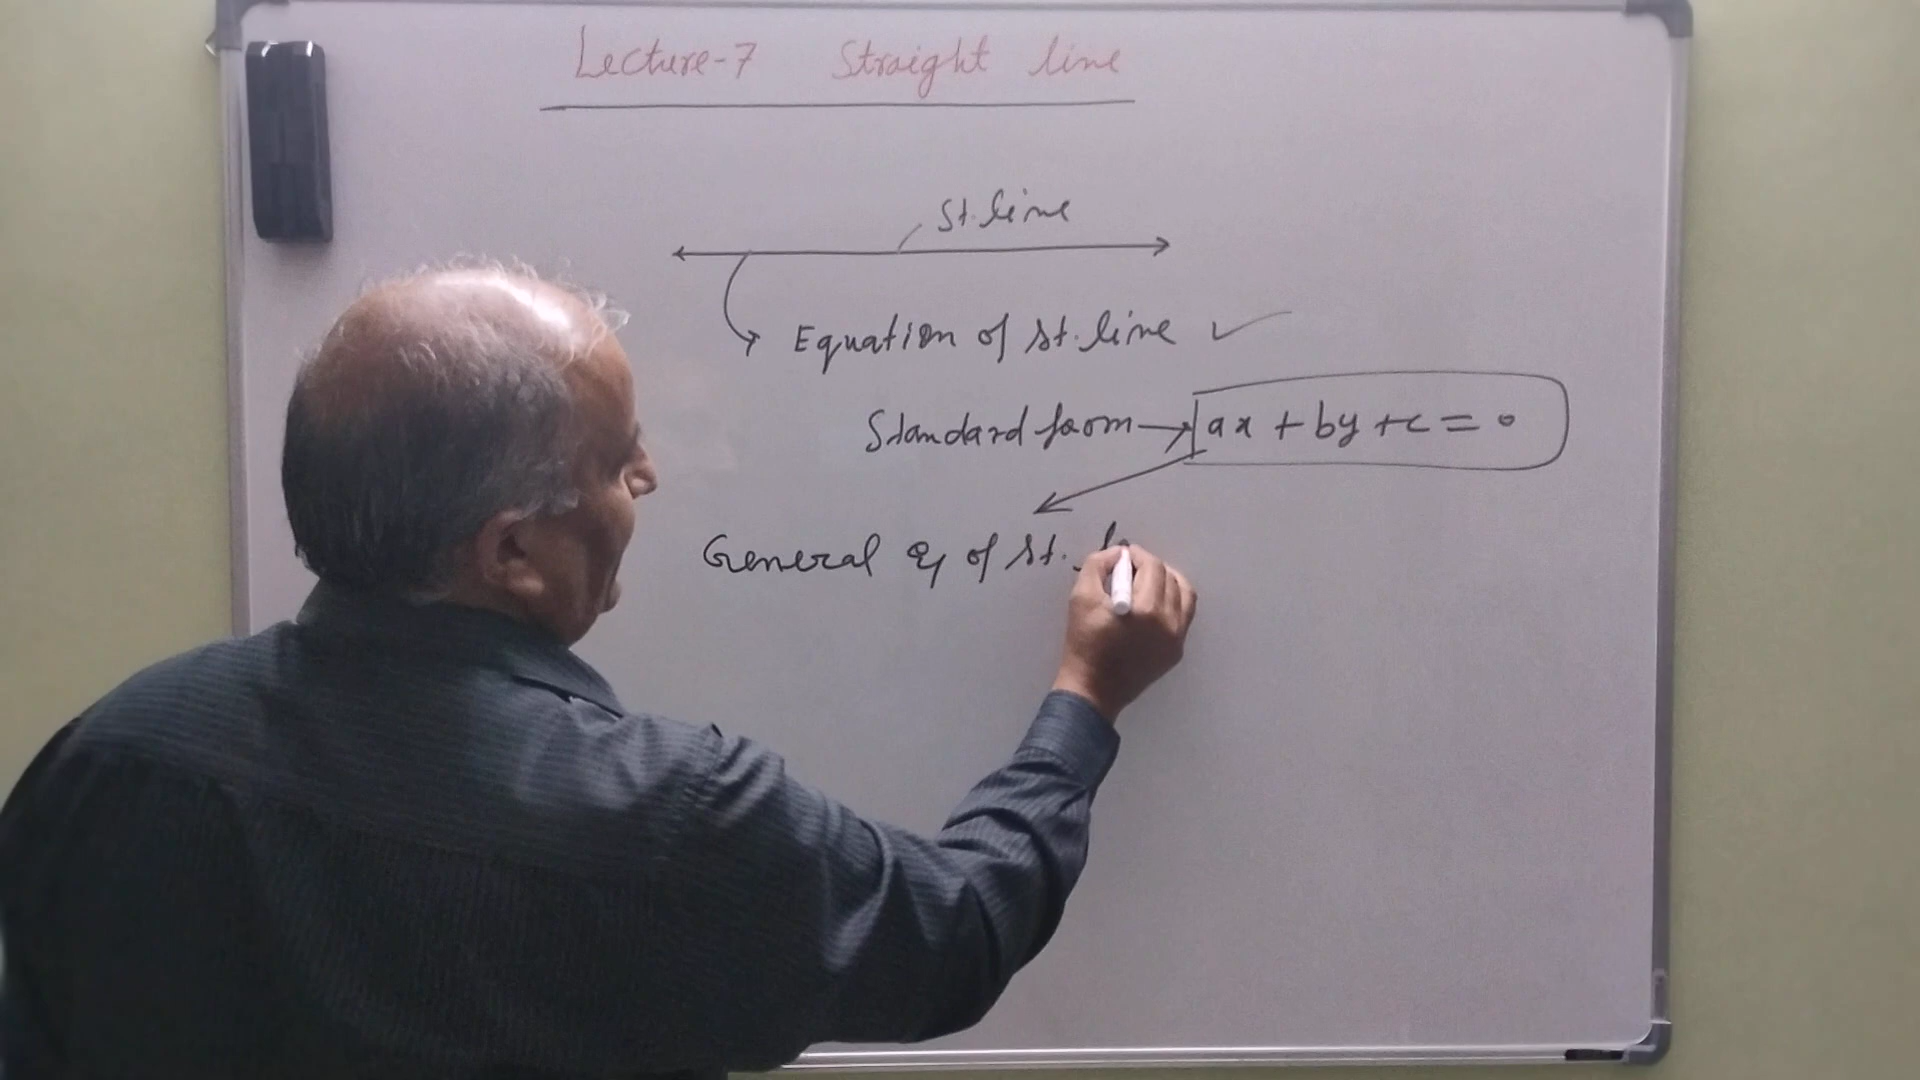 Lecture-7 Straight line
St. line
Equation of st. line ✓
Standard form → ax + by + c = 0
General eq of st.